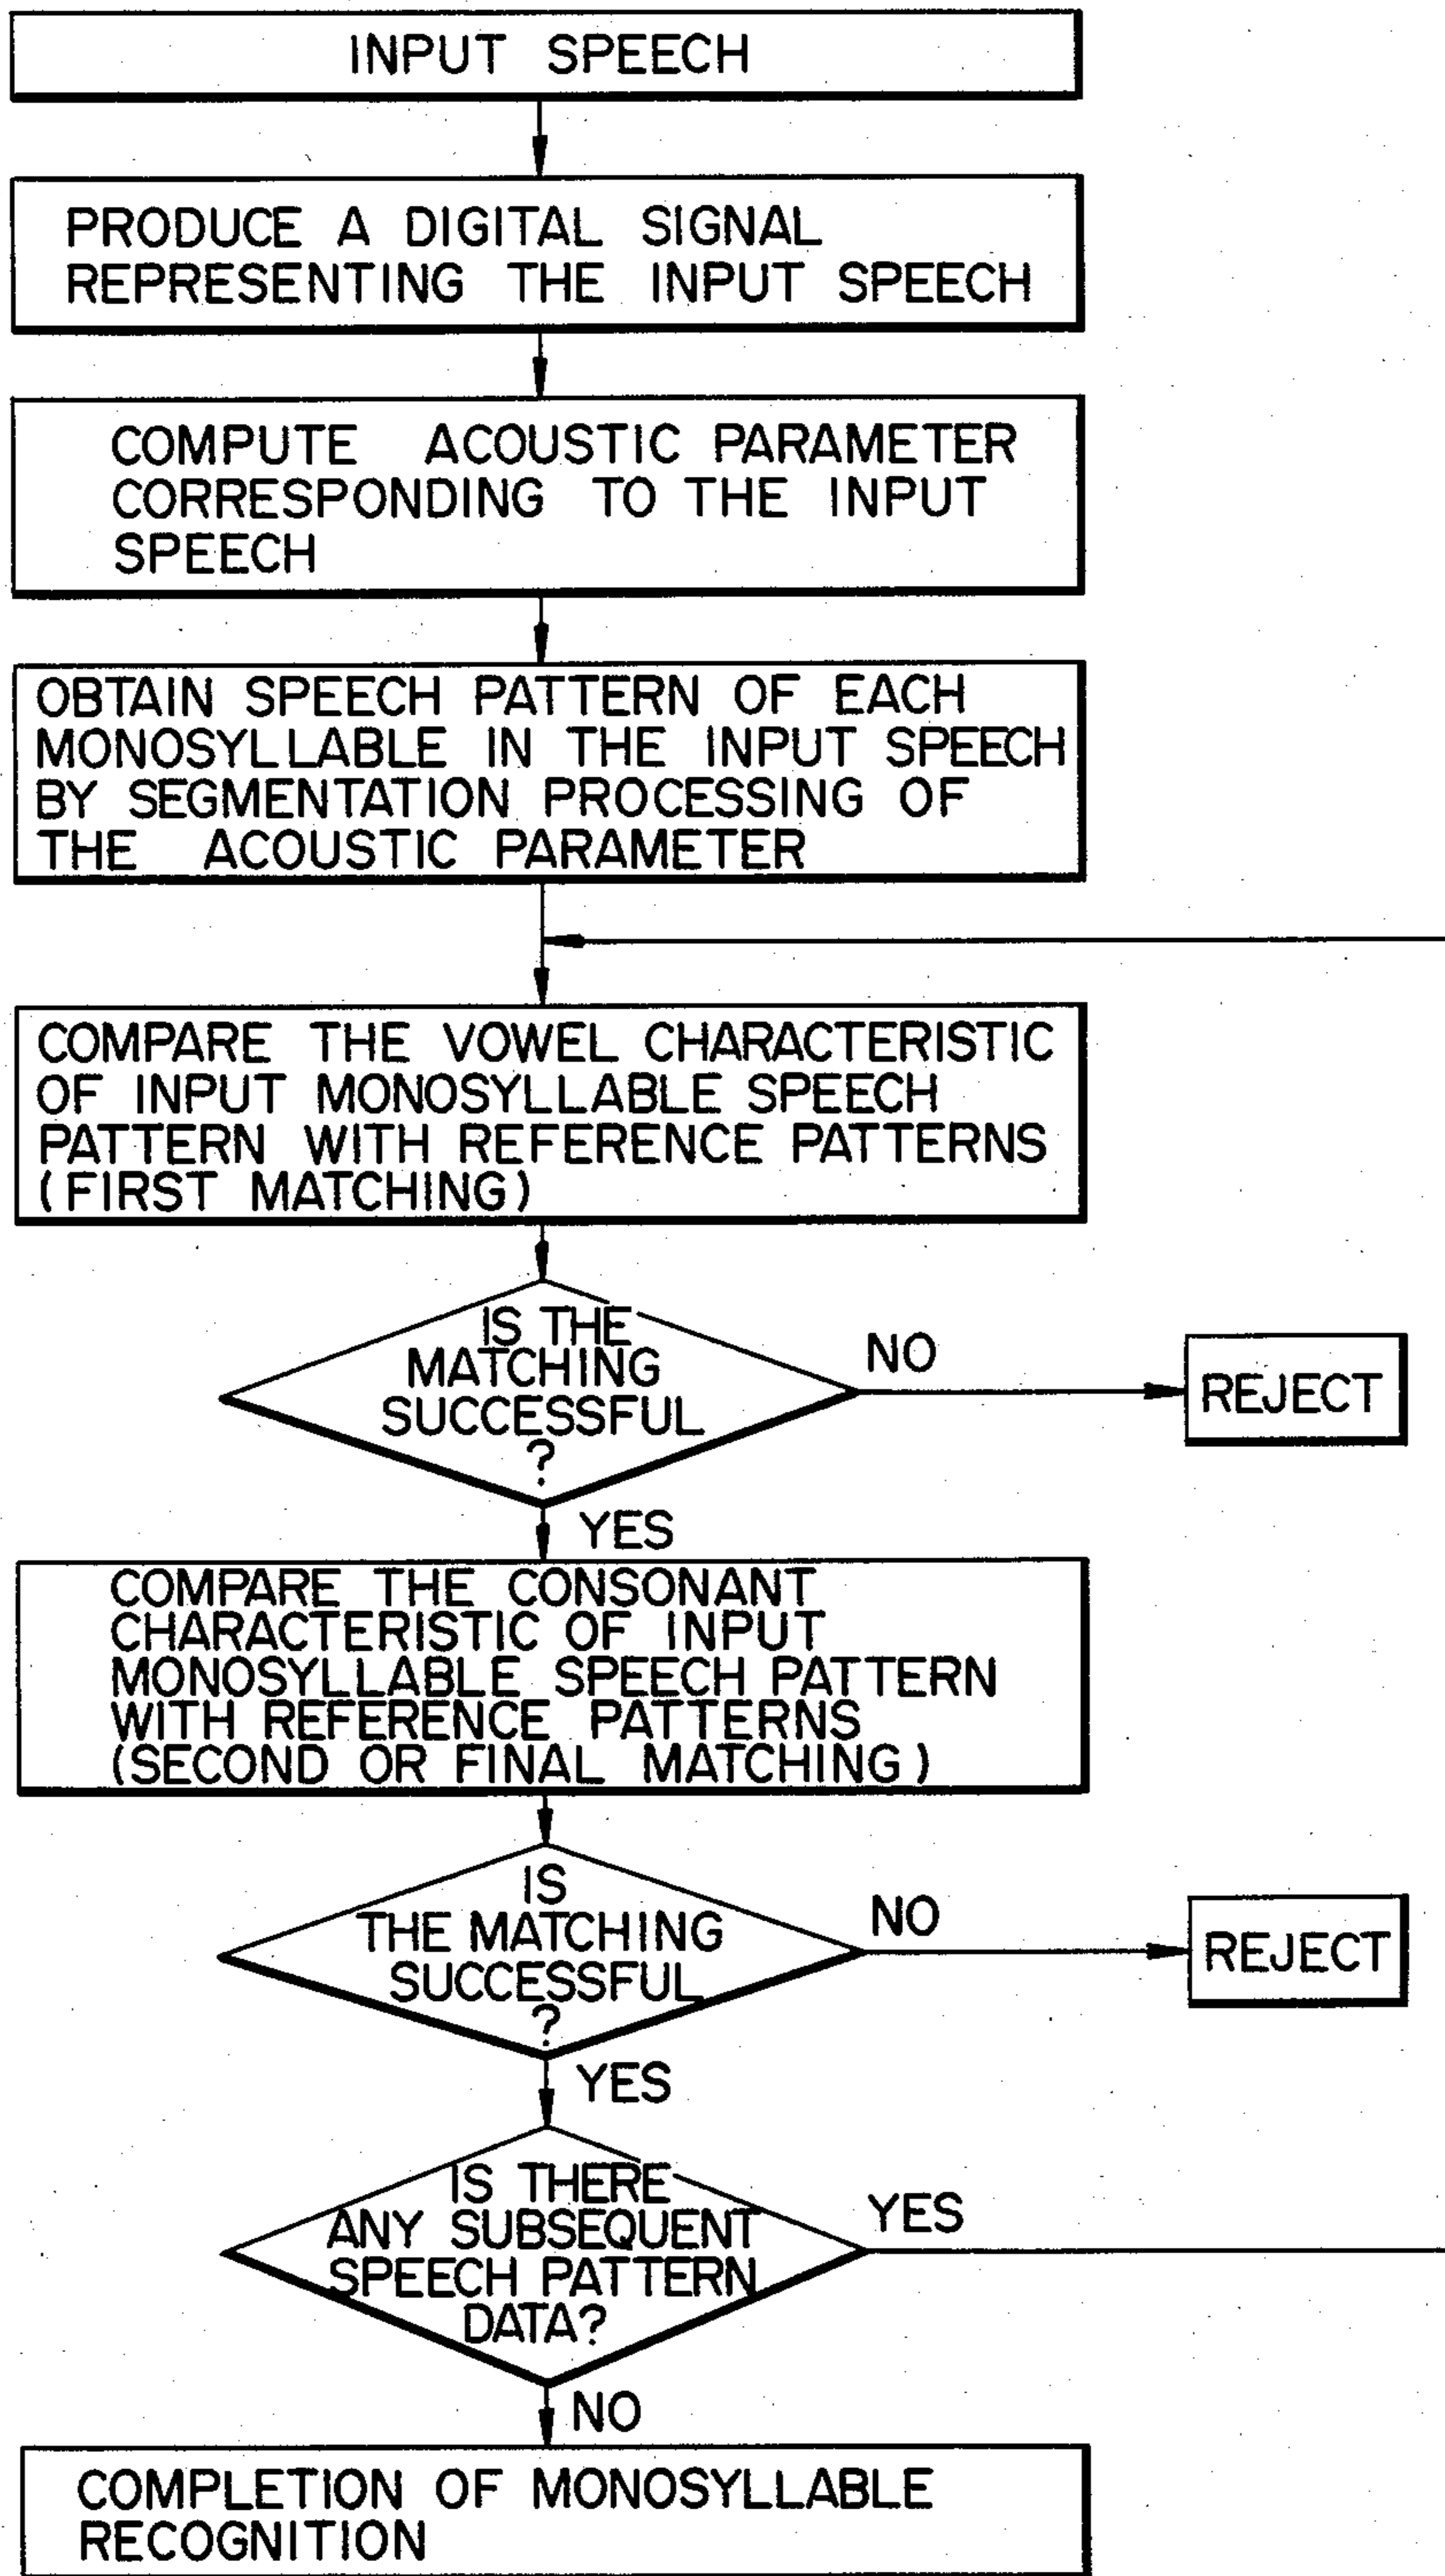 INPUT SPEECH
PRODUCE A DIGITAL SIGNAL
REPRESENTING THE INPUT SPEECH
COMPUTE ACOUSTIC PARAMETER
CORRESPONDING TO THE INPUT
SPEECH
OBTAIN SPEECH PATTERN OF EACH
MONOSYLLABLE IN THE INPUT SPEECH
BY SEGMENTATION PROCESSING OF
THE ACOUSTIC PARAMETER
COMPARE THE VOWEL CHARACTERISTIC
OF INPUT MONOSYLLABLE SPEECH
PATTERN WITH REFERENCE PATTERNS
(FIRST MATCHING)
IS THE
MATCHING
SUCCESSFUL
?
NO
REJECT
YES
COMPARE THE CONSONANT
CHARACTERISTIC OF INPUT
MONOSYLLABLE SPEECH PATTERN
WITH REFERENCE PATTERNS
(SECOND OR FINAL MATCHING)
IS
THE MATCHING
SUCCESSFUL
?
NO
REJECT
YES
IS THERE
ANY SUBSEQUENT
SPEECH PATTERN
DATA?
YES
NO
COMPLETION OF MONOSYLLABLE
RECOGNITION